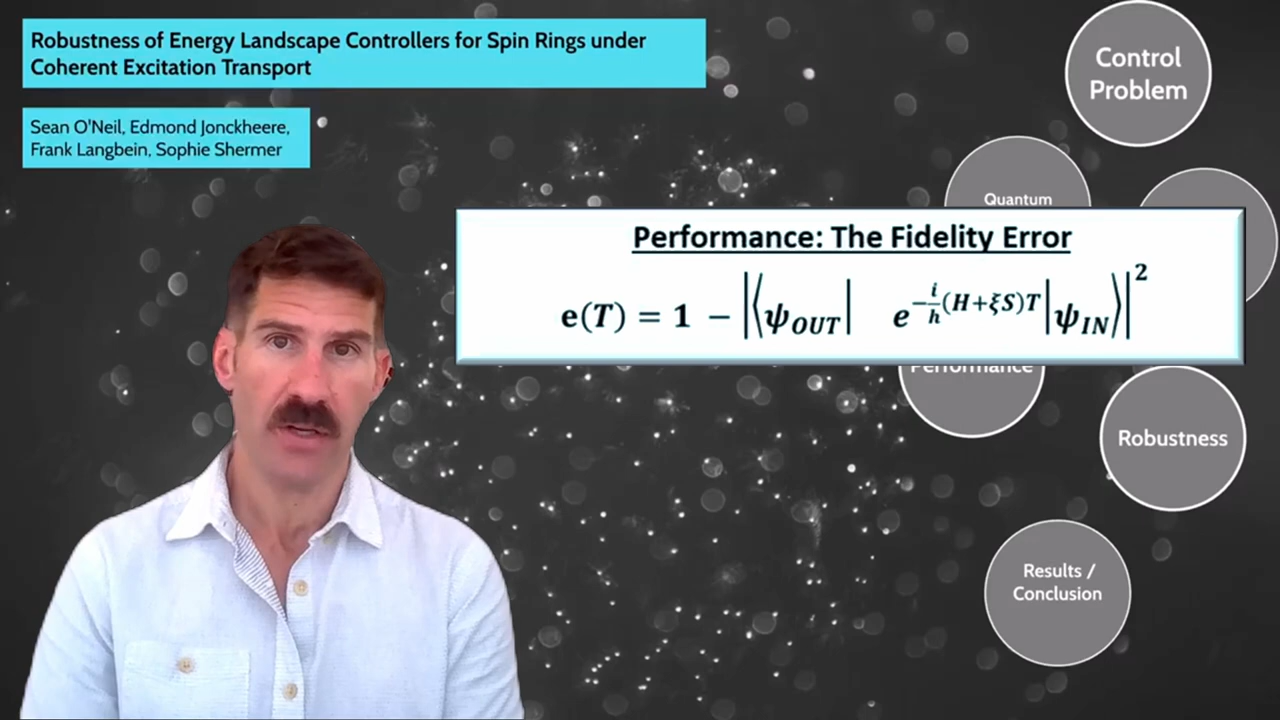 Robustness of Energy Landscape Controllers for Spin Rings under
Coherent Excitation Transport
Sean O'Neil, Edmond Jonckheere,
Frank Langbein, Sophie Shermer
Control
Problem
Quantum
Performance: The Fidelity Error
e(T) = 1 − |⟨ψ_OUT| e^{−\frac{i}{h}(H+ξS)T}|ψ_IN⟩|²
Performance
Robustness
Results /
Conclusion